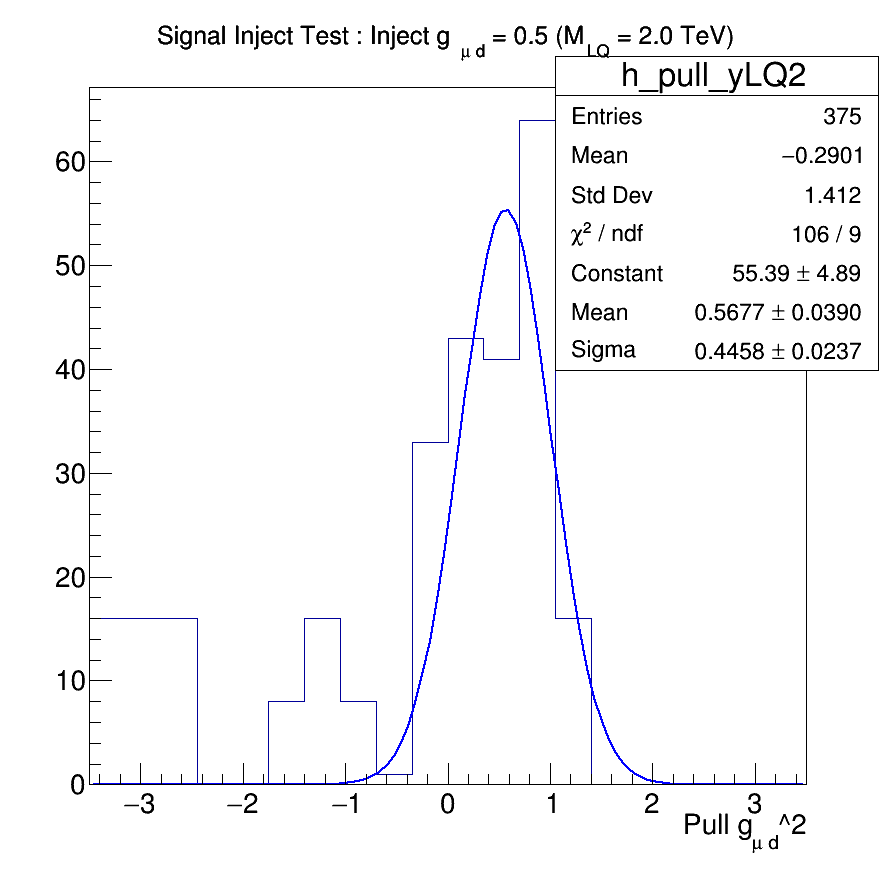 Signal Inject Test : Inject g μ d = 0.5 (M LQ = 2.0 TeV)
h_pull_yLQ2
Entries 375
Mean −0.2901
Std Dev 1.412
χ² / ndf 106 / 9
Constant 55.39 ± 4.89
Mean 0.5677 ± 0.0390
Sigma 0.4458 ± 0.0237
60
50
40
30
20
10
0
−3 −2 −1 0 1 2 3
Pull g μ d ^2